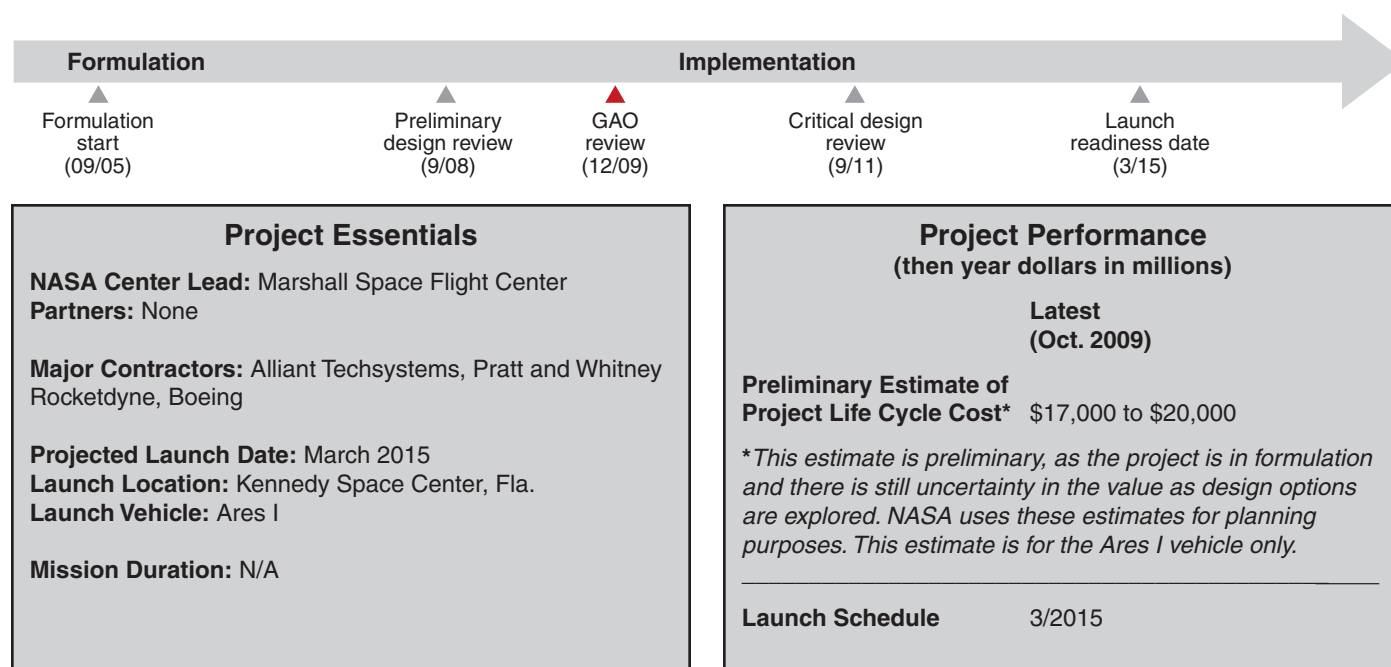 Formulation
Implementation
Formulation
start
(09/05)
Preliminary
design review
(9/08)
GAO
review
(12/09)
Critical design
review
(9/11)
Launch
readiness date
(3/15)
Project Essentials
NASA Center Lead: Marshall Space Flight Center
Partners: None
Major Contractors: Alliant Techsystems, Pratt and Whitney
Rocketdyne, Boeing
Projected Launch Date: March 2015
Launch Location: Kennedy Space Center, Fla.
Launch Vehicle: Ares I
Mission Duration: N/A
Project Performance
(then year dollars in millions)
Latest
(Oct. 2009)
Preliminary Estimate of
Project Life Cycle Cost* $17,000 to $20,000
*This estimate is preliminary, as the project is in formulation
and there is still uncertainty in the value as design options
are explored. NASA uses these estimates for planning
purposes. This estimate is for the Ares I vehicle only.
Launch Schedule 3/2015